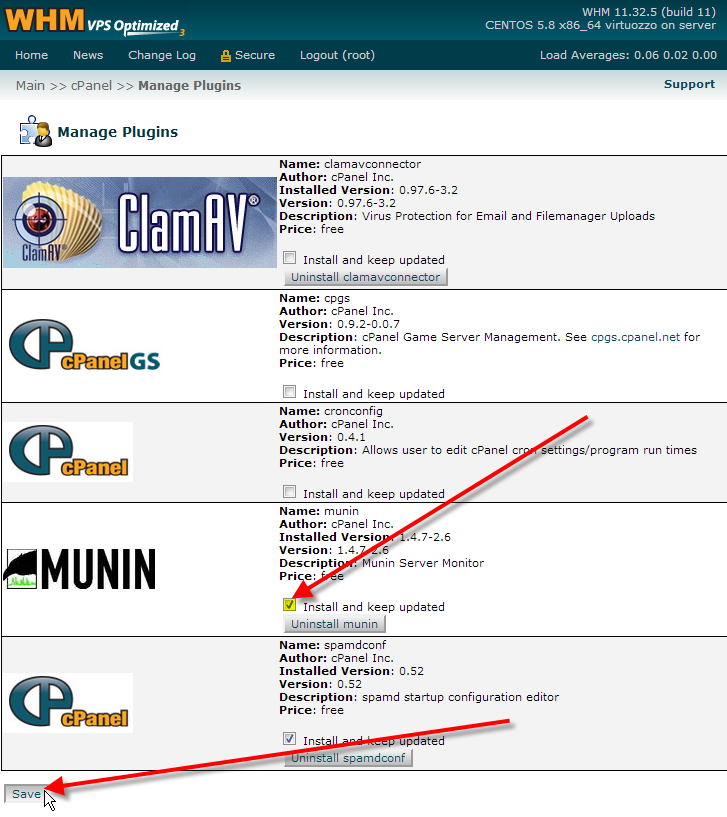 WHM VPS Optimized 3
WHM 11.32.5 (build 11)
CENTOS 5.8 x86_64 virtuozzo on server
Home VPS Change Log Secure Logout (root) Load Averages: 0.06 0.02 0.00
Main >> cPanel >> Manage Plugins Support
Manage Plugins
ClamAV®
ClamAV®
Name: clamavconnector
Author: cPanel Inc.
Installed Version: 0.97.6-3.2
Version: 0.97.6-3.2
Description: Virus Protection for Email and Filemanager Uploads
Price: free
Install and keep updated
Uninstall clamavconnector
cPanel GS
Name: cpgs
Author: cPanel Inc.
Version: 0.9.2-0.0.7
Description: cPanel Game Server Management. See cpgs.cpanel.net for
more information.
Price: free
Install and keep updated
cPanel
Name: cronconfig
Author: cPanel Inc.
Version: 0.4.1
Description: Allows user to edit cPanel cron settings/program run times
Price: free
Install and keep updated
MUNIN
Name: munin
Author: cPanel Inc.
Installed Version: 1.4.7-2.6
Version: 1.4.7-2.6
Description: Munin Server Monitor
Price: free
Install and keep updated
Uninstall munin
cPanel
Name: spamdconf
Author: cPanel Inc.
Installed Version: 0.52
Version: 0.52
Description: spamd startup configuration editor
Price: free
Install and keep updated
Uninstall spamdconf
Save